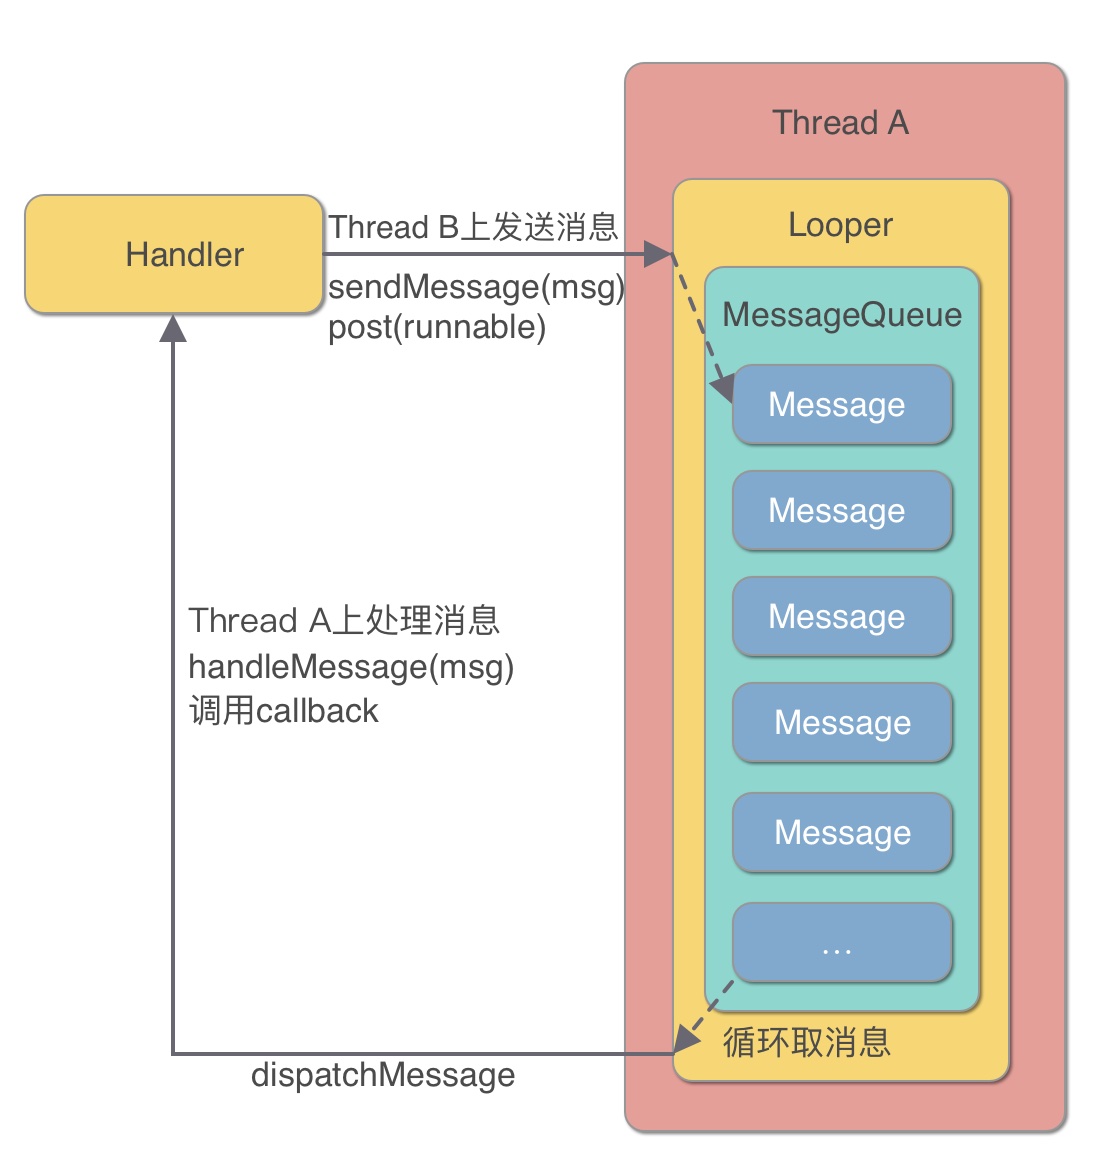 Thread A
Looper
Handler
Thread B上发送消息
sendMessage(msg)
post(runnable)
MessageQueue
Message
Message
Message
Message
Message
...
Thread A上处理消息
handleMessage(msg)
调用callback
循环取消息
dispatchMessage